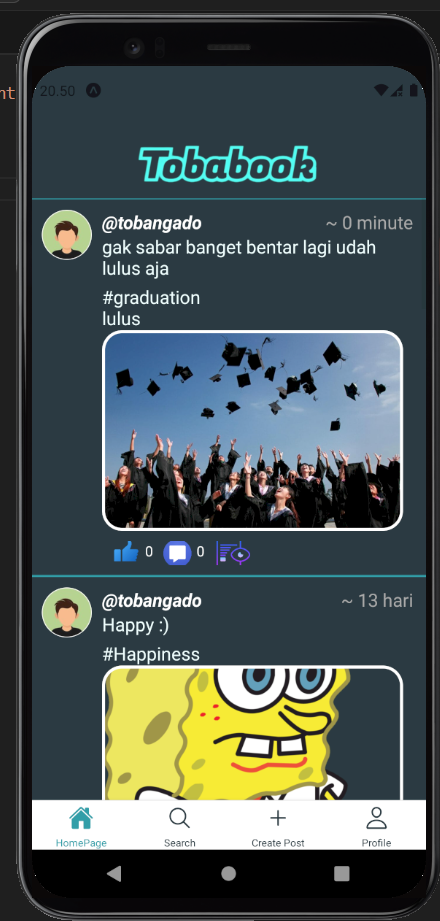 nt
20.50
Tobabook
@tobangado
~ 0 minute
gak sabar banget bentar lagi udah
lulus aja
#graduation
lulus
0
0
@tobangado
~ 13 hari
Happy :)
#Happiness
HomePage
Search
Create Post
Profile